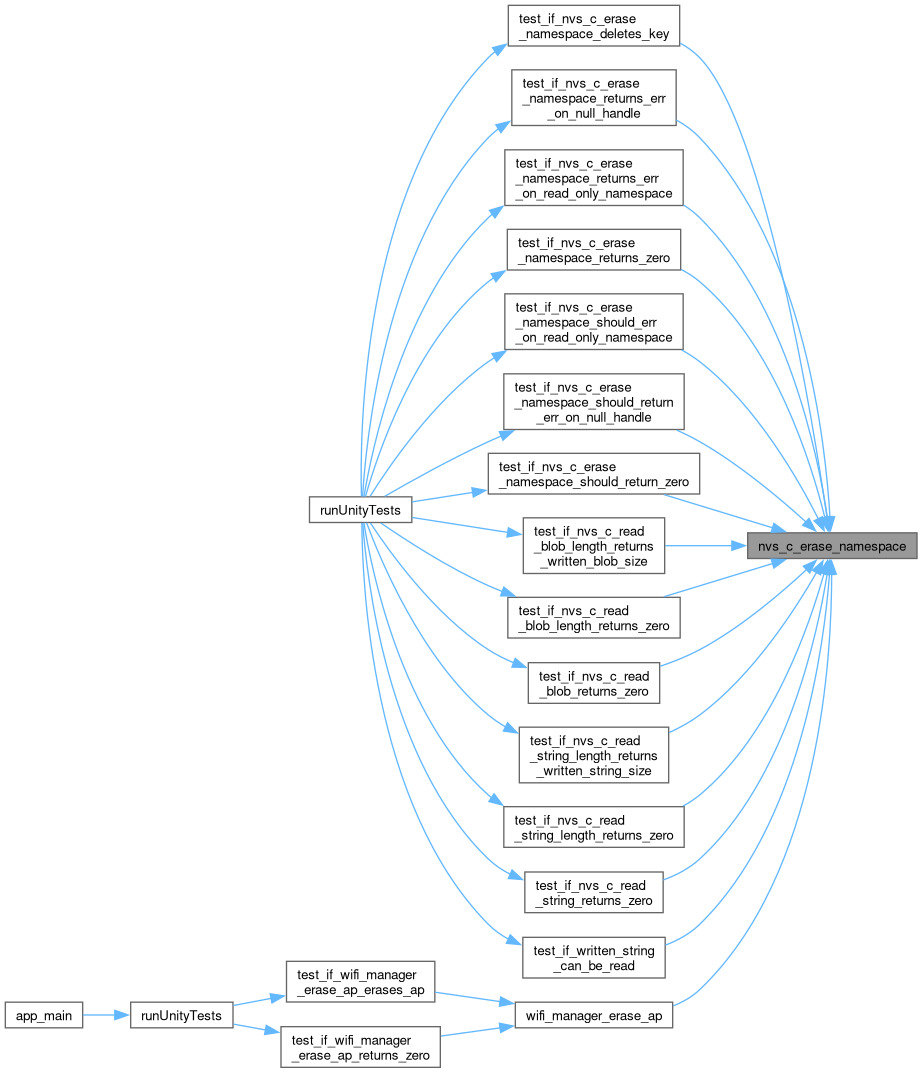 test_if_nvs_c_erase
_namespace_deletes_key
test_if_nvs_c_erase
_namespace_returns_err
_on_null_handle
test_if_nvs_c_erase
_namespace_returns_err
_on_read_only_namespace
test_if_nvs_c_erase
_namespace_returns_zero
test_if_nvs_c_erase
_namespace_should_err
_on_read_only_namespace
test_if_nvs_c_erase
_namespace_should_return
_err_on_null_handle
test_if_nvs_c_erase
_namespace_should_return_zero
runUnityTests
test_if_nvs_c_read
_blob_length_returns
_written_blob_size
nvs_c_erase_namespace
test_if_nvs_c_read
_blob_length_returns_zero
test_if_nvs_c_read
_blob_returns_zero
test_if_nvs_c_read
_string_length_returns
_written_string_size
test_if_nvs_c_read
_string_length_returns_zero
test_if_nvs_c_read
_string_returns_zero
test_if_written_string
_can_be_read
test_if_wifi_manager
_erase_ap_erases_ap
app_main
runUnityTests
wifi_manager_erase_ap
test_if_wifi_manager
_erase_ap_returns_zero